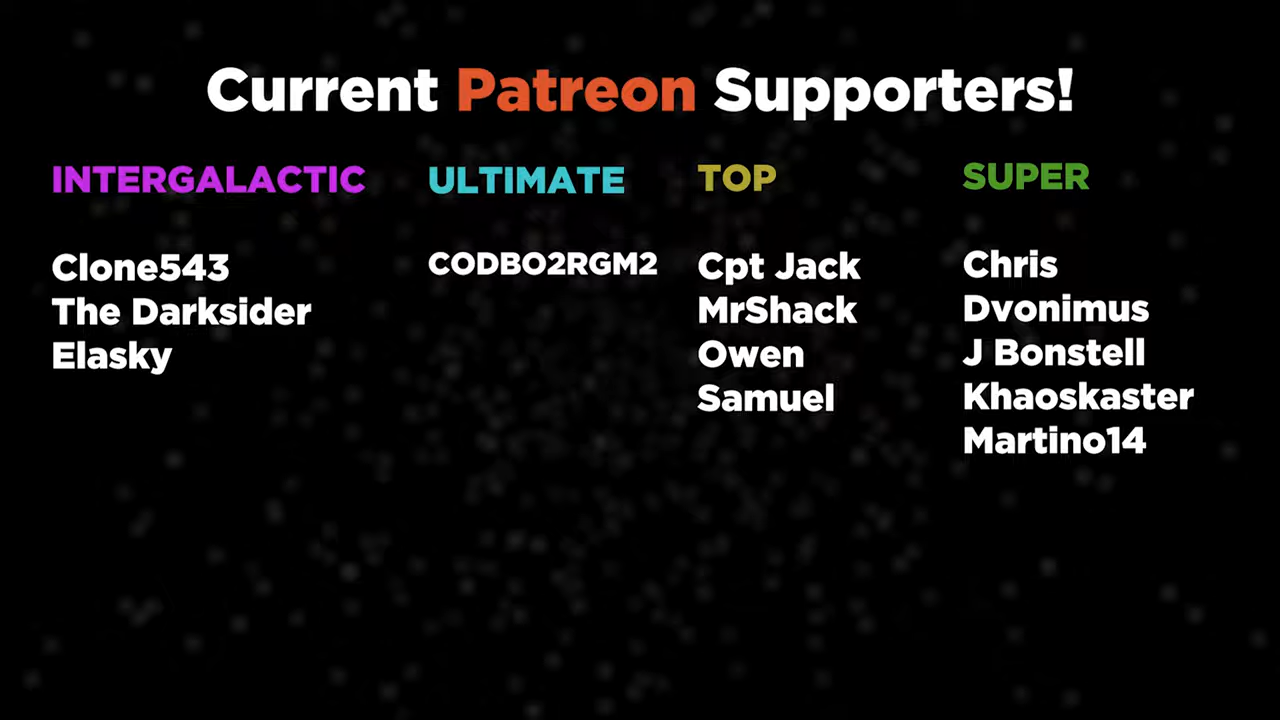 Current Patreon Supporters!
INTERGALACTIC
Clone543
The Darksider
Elasky
ULTIMATE
CODBO2RGM2
TOP
Cpt Jack
MrShack
Owen
Samuel
SUPER
Chris
Dvonimus
J Bonstell
Khaoskaster
Martino14